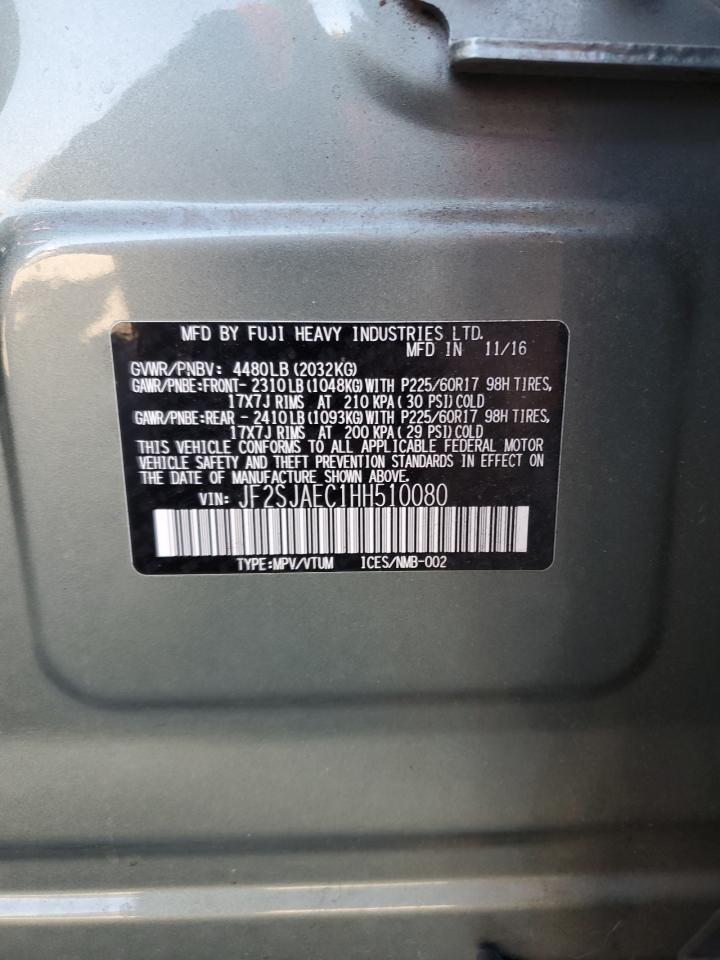 MFD BY FUJI HEAVY INDUSTRIES LTD.
MFD IN 11/16
GVWR/PNBV: 4480LB(2032KG)
GAWR/PNBE:FRONT- 2310LB(1048KG)WITH P225/60R17 98H TIRES,
17X7J RIMS AT 210 KPA( 30 PSI)COLD
GAWR/PNBE:REAR - 2410LB(1093KG)WITH P225/60R17 98H TIRES,
17X7J RIMS AT 200 KPA( 29 PSI)COLD
THIS VEHICLE CONFORMS TO ALL APPLICABLE FEDERAL MOTOR
VEHICLE SAFETY AND THEFT PREVENTION STANDARDS IN EFFECT ON
THE DATE OF MANUFACTURE SHOWN ABOVE.
VIN: JF2SJAEC1HH510080
TYPE:MPV/VTUM ICES/NMB-002